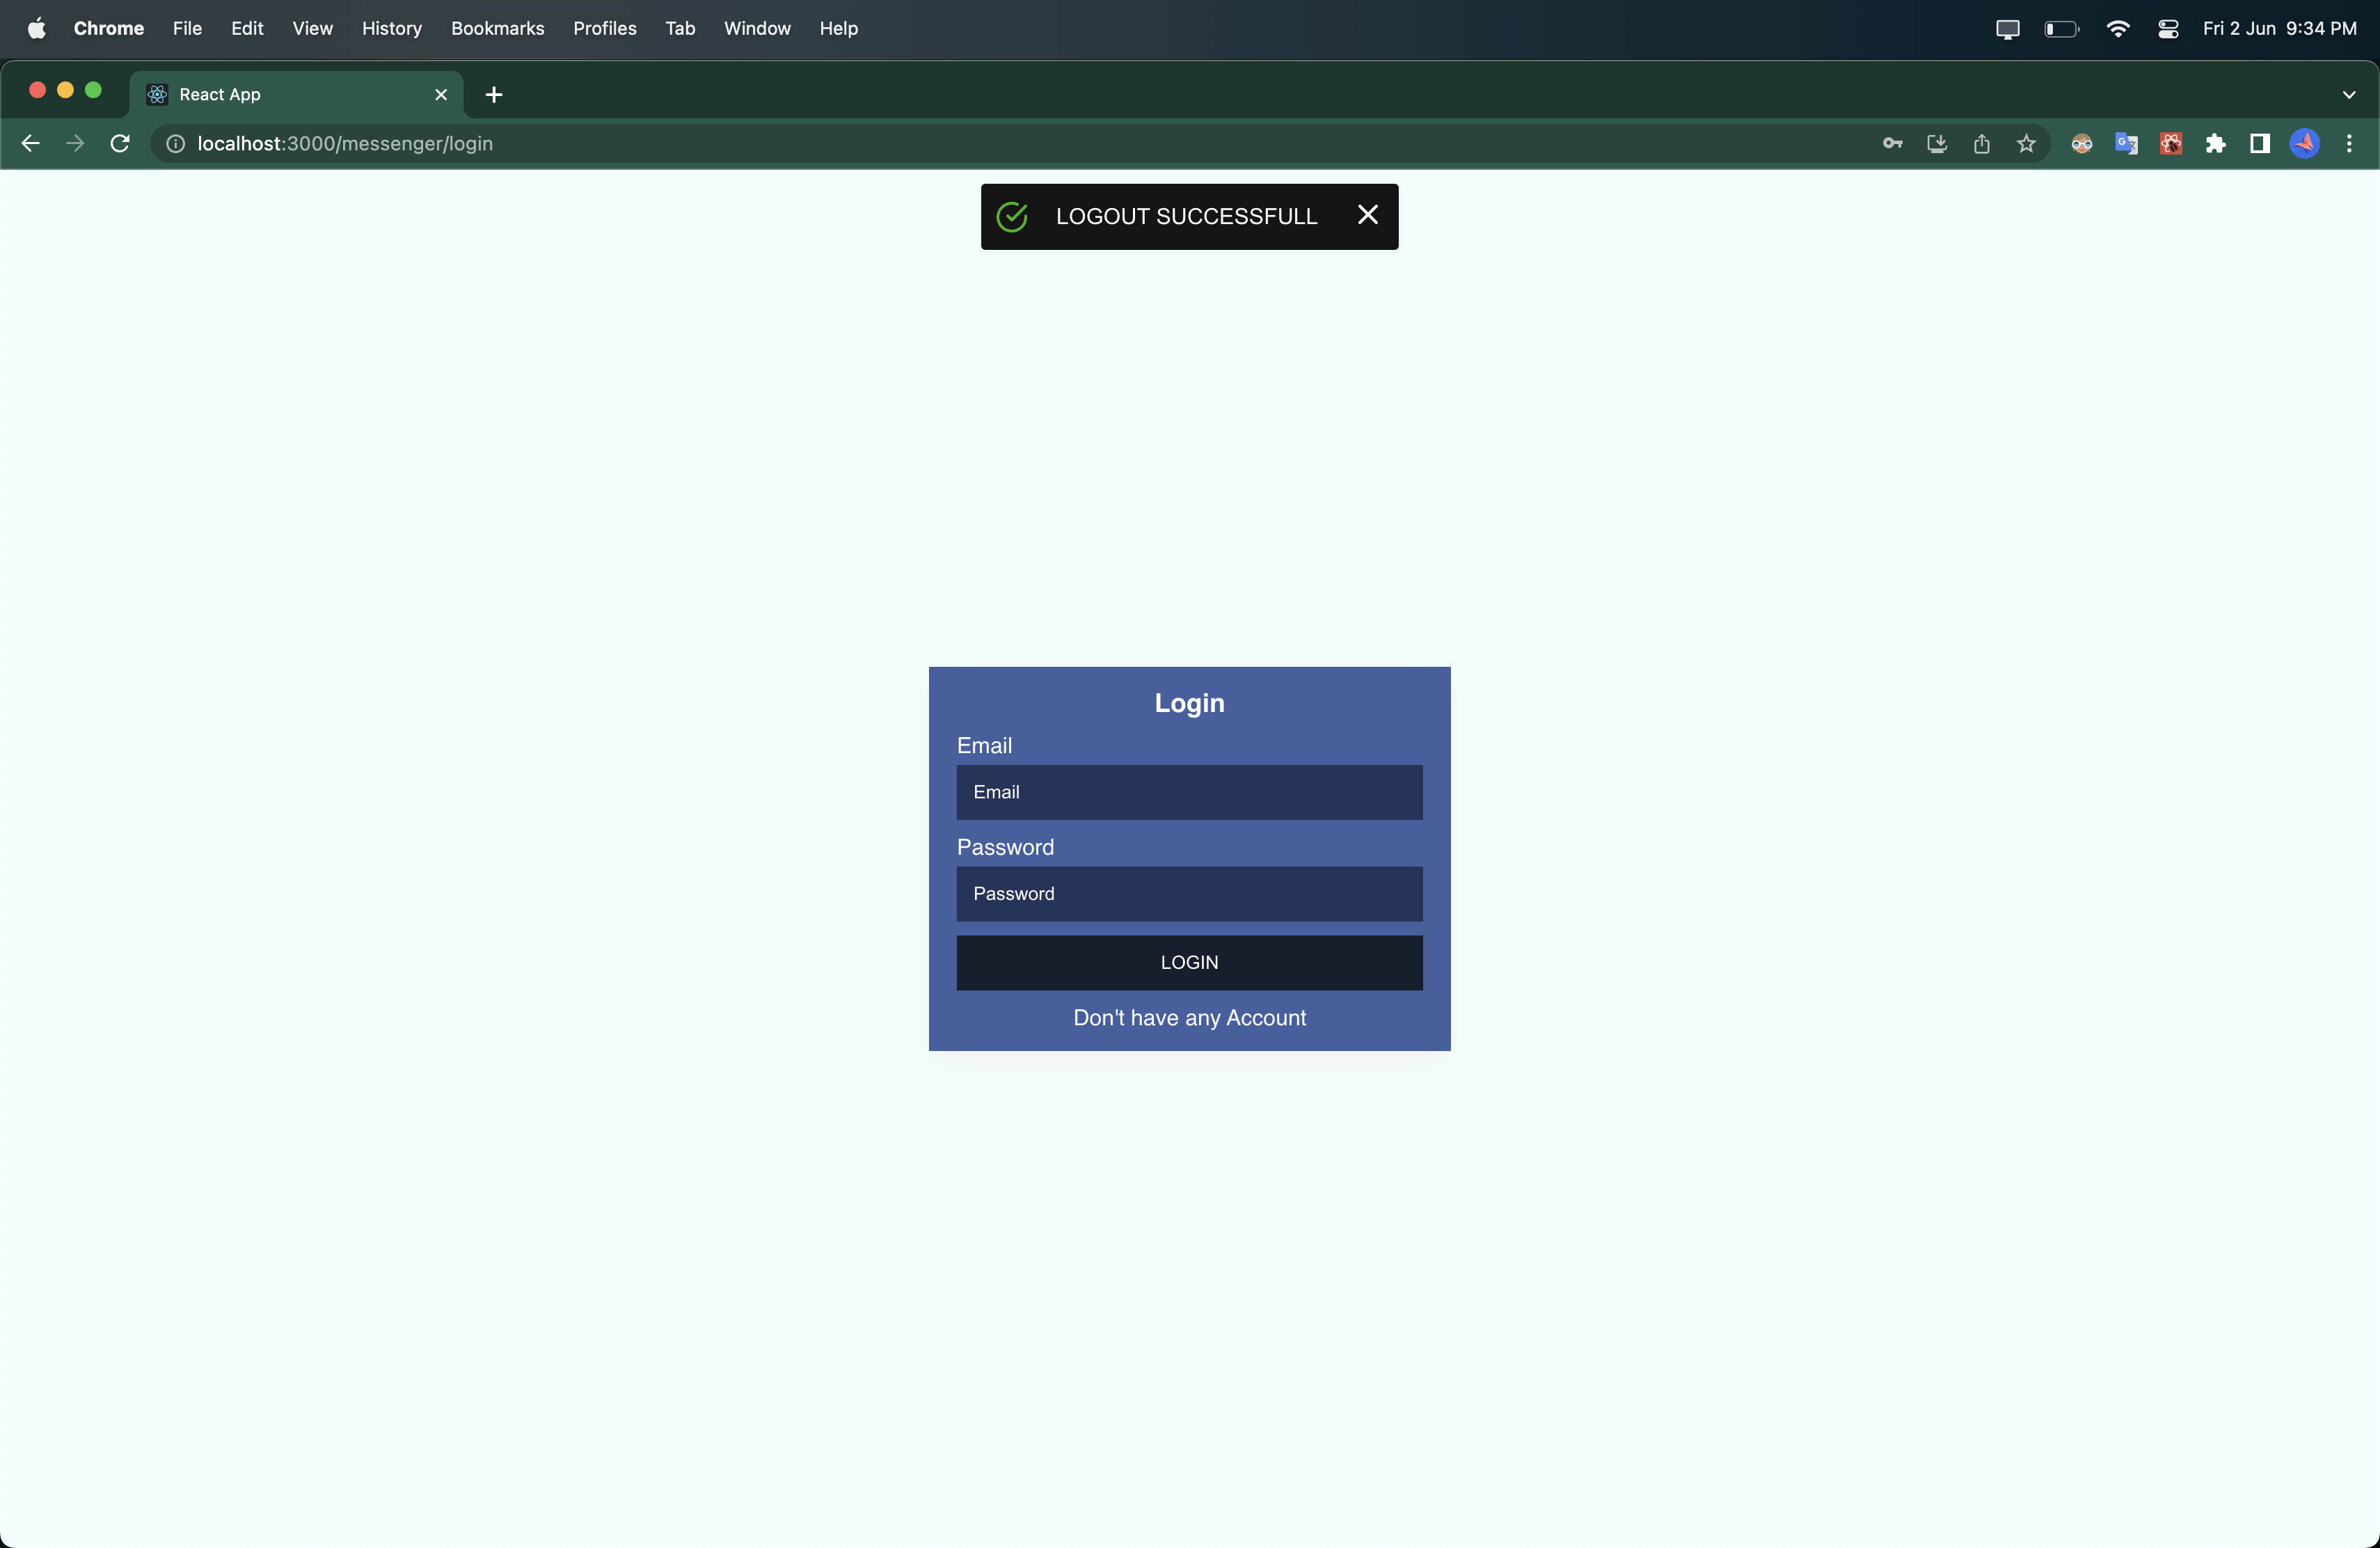 Chrome File Edit View History Bookmarks Profiles Tab Window Help Fri 2 Jun 9:34 PM
React App
localhost:3000/messenger/login
LOGOUT SUCCESSFULL
Login
Email
Email
Password
Password
LOGIN
Don't have any Account